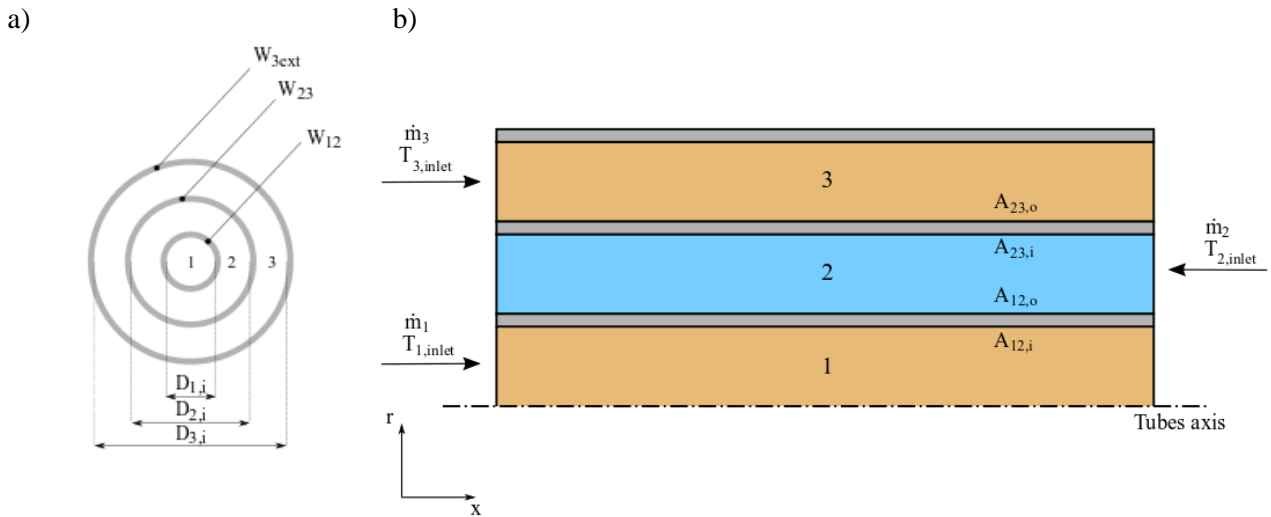 a)
W3ext
W23
W12
1
2
3
D1,i
D2,i
D3,i
b)
ṁ3
T3,inlet
3
A23,o
A23,i
ṁ2
T2,inlet
2
A12,o
ṁ1
T1,inlet
A12,i
1
r
x
Tubes axis